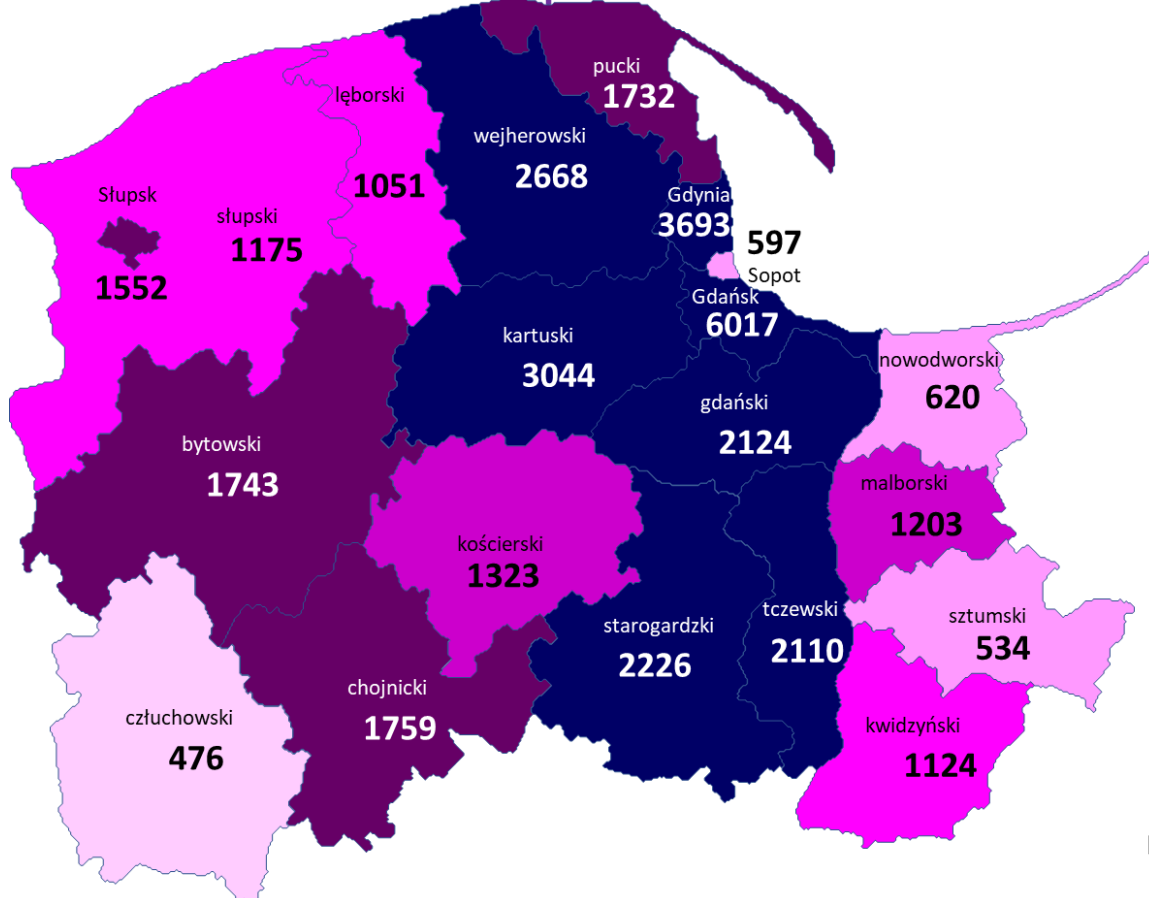 pucki
1732
lęborski
wejherowski
2668
1051
Słupsk
słupski
1175
1552
Gdynia
3693
597
Sopot
Gdańsk
6017
kartuski
3044
nowodworski
620
gdański
2124
bytowski
1743
malborski
1203
kościerski
1323
starogardzki
2226
tczewski
2110
sztumski
534
chojnicki
1759
człuchowski
476
kwidzyński
1124